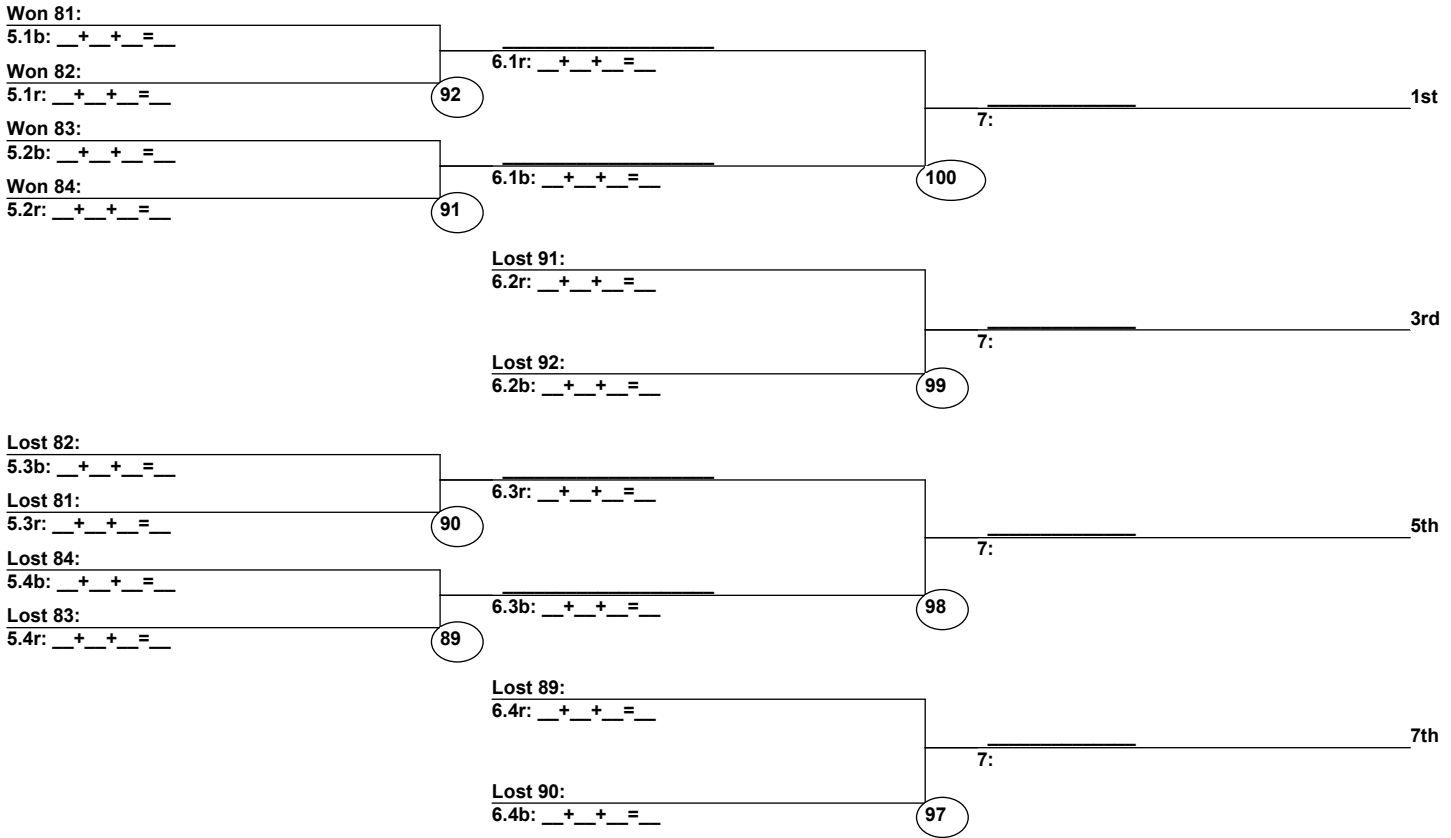 Won 81:
5.1b: __+__+__=__
Won 82:
5.1r: __+__+__=__
92
Won 83:
5.2b: __+__+__=__
Won 84:
5.2r: __+__+__=__
91
6.1r: __+__+__=__
6.1b: __+__+__=__
100
7:
1st
Lost 91:
6.2r: __+__+__=__
Lost 92:
6.2b: __+__+__=__
99
7:
3rd
Lost 82:
5.3b: __+__+__=__
Lost 81:
5.3r: __+__+__=__
90
Lost 84:
5.4b: __+__+__=__
Lost 83:
5.4r: __+__+__=__
89
6.3r: __+__+__=__
6.3b: __+__+__=__
98
7:
5th
Lost 89:
6.4r: __+__+__=__
Lost 90:
6.4b: __+__+__=__
97
7:
7th